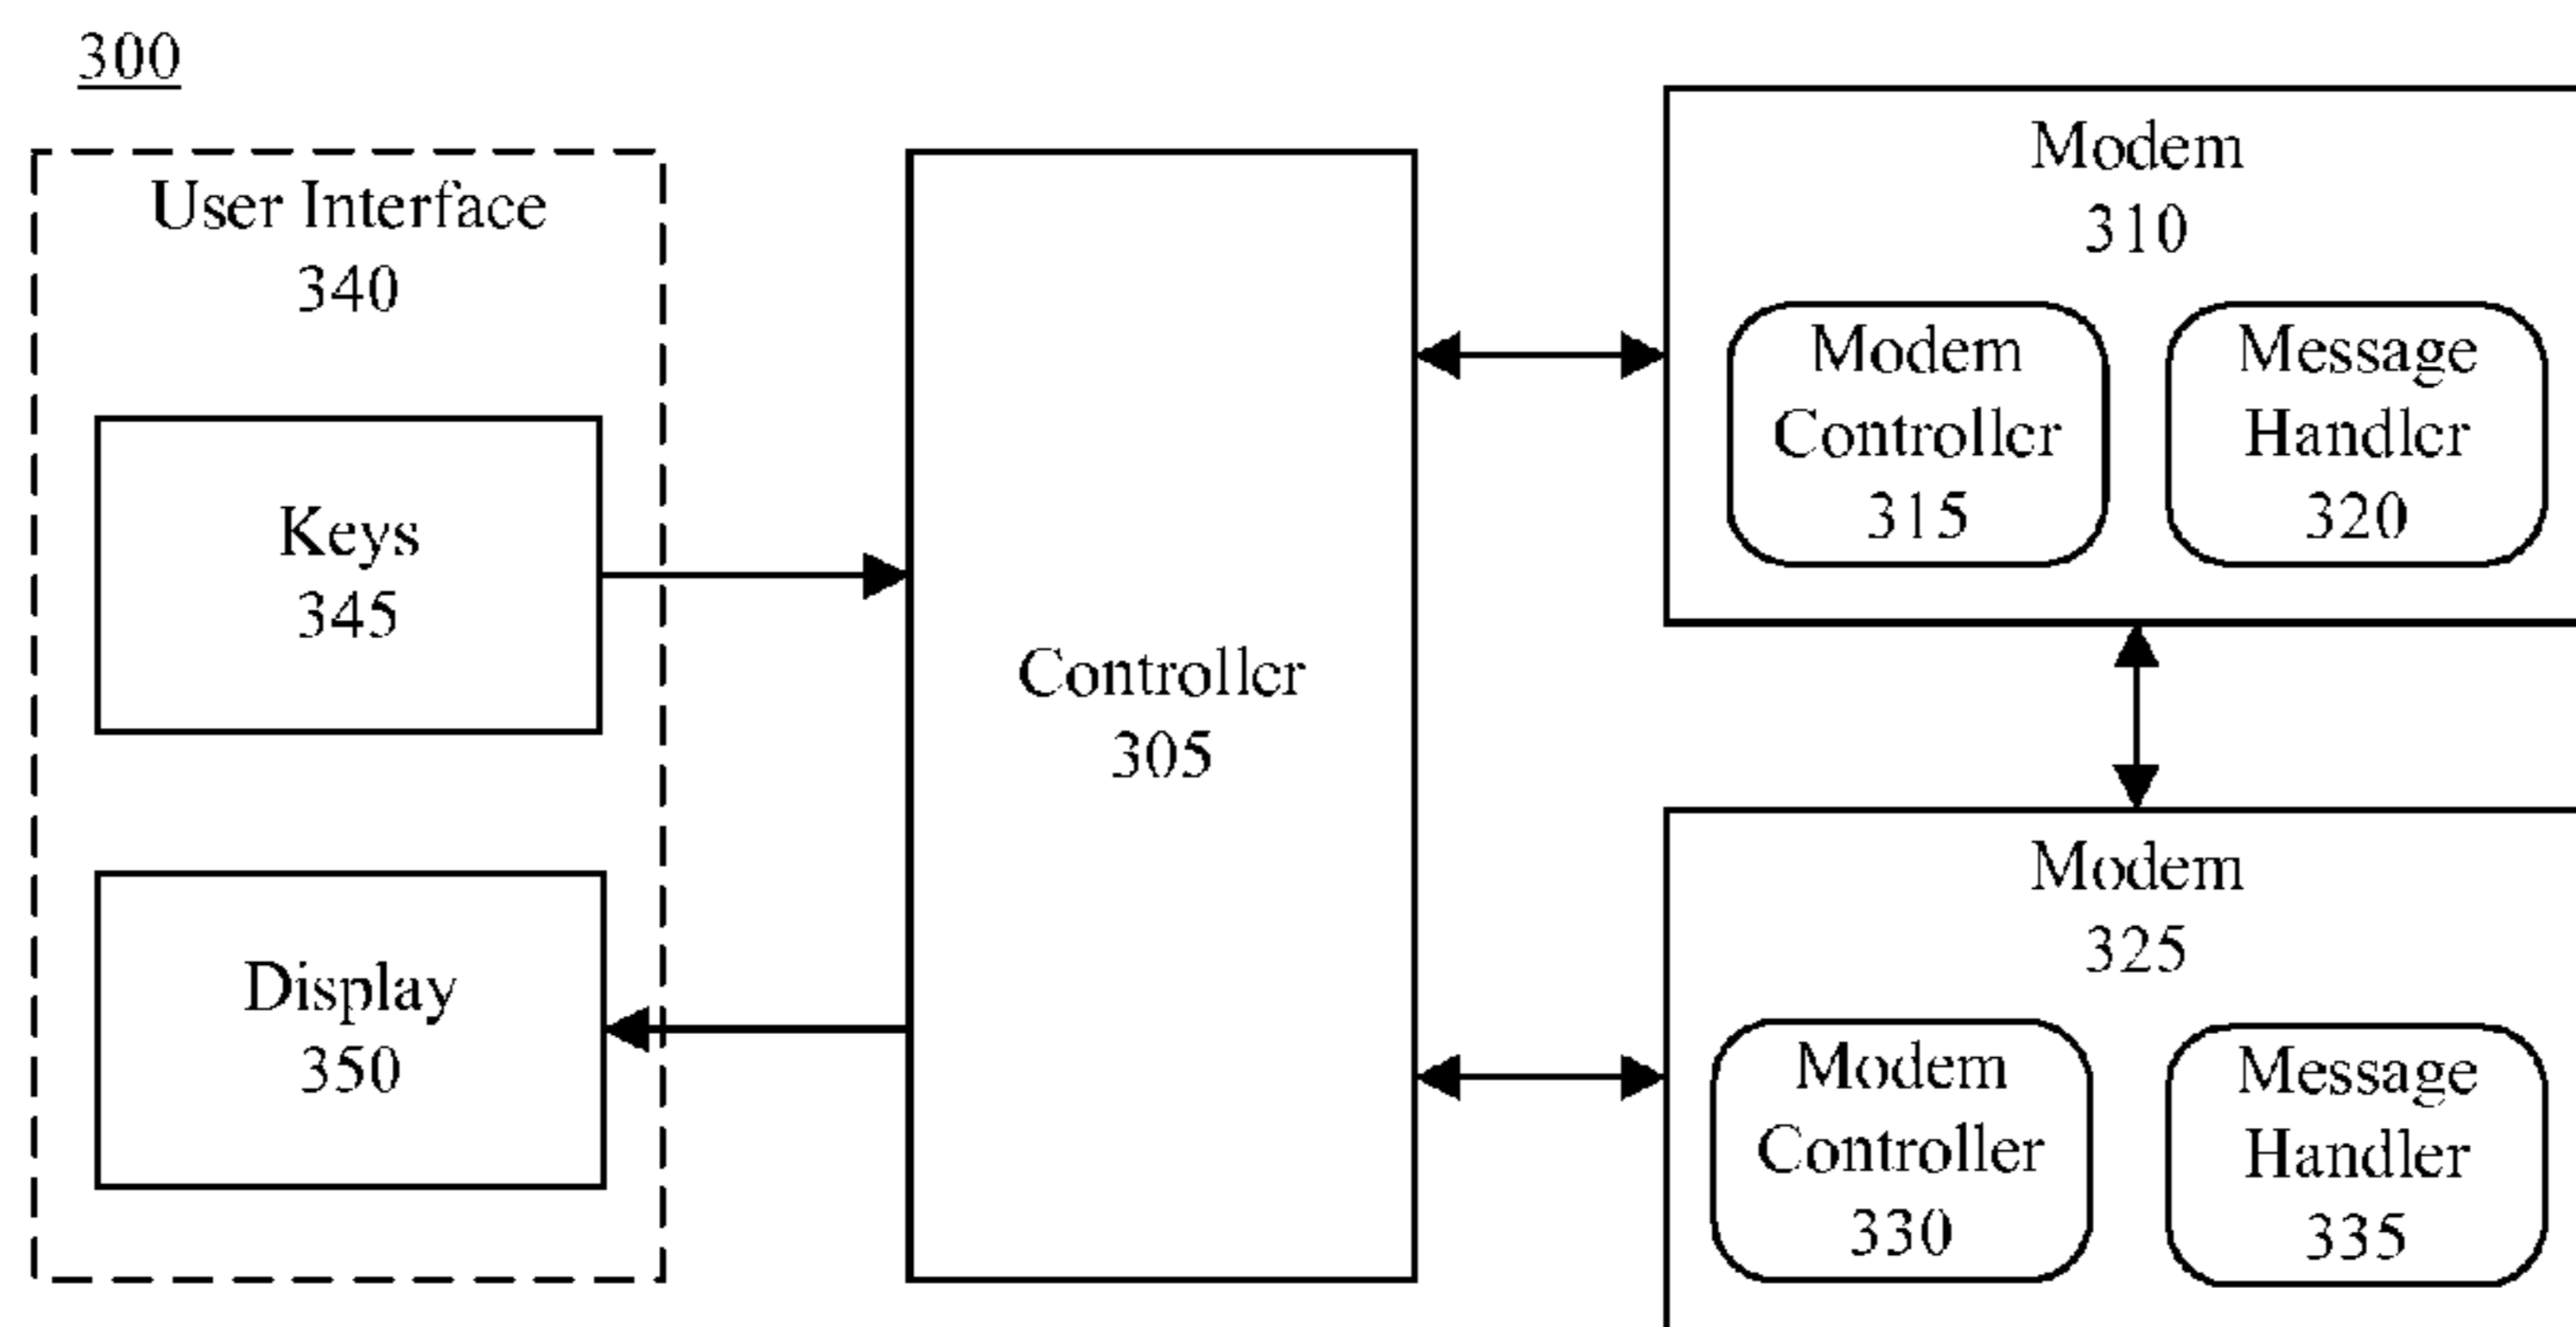 300
User Interface
340
Keys
345
Display
350
Controller
305
Modem
310
Modem
Controller
315
Message
Handler
320
Modem
325
Modem
Controller
330
Message
Handler
335